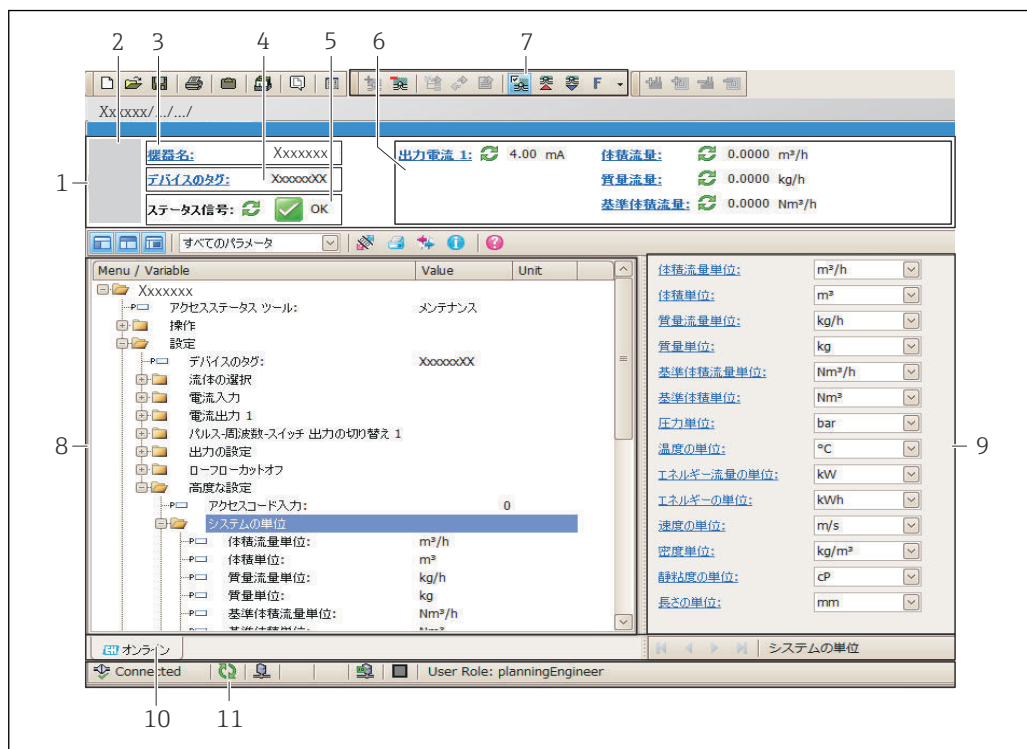 2 3 4 5 6 7
F
Xxxxxx/../../
機器名: Xxxxxxx
デバイスのタグ: XxxxxxXX
ステータス信号: OK
出力電流 1: 4.00 mA
体積流量: 0.0000 m³/h
質量流量: 0.0000 kg/h
基準体積流量: 0.0000 Nm³/h
1
すべてのパラメータ
Menu / Variable Value Unit
Xxxxxxx
P アクセスステータス ツール: メンテナンス
操作
設定
P デバイスのタグ: XxxxxxXX
流体の選択
電流入力
電流出力 1
パルス-周波数-スイッチ 出力の切り替え 1
出力の設定
ローフローカットオフ
高度な設定
P アクセスコード入力: 0
システムの単位
P 体積流量単位: m³/h
P 体積単位: m³
P 質量流量単位: kg/h
P 質量単位: kg
P 基準体積流量単位: Nm³/h
8
体積流量単位: m³/h
体積単位: m³
質量流量単位: kg/h
質量単位: kg
基準体積流量単位: Nm³/h
基準体積単位: Nm³
圧力単位: bar
温度の単位: °C
エネルギー流量の単位: kW
エネルギーの単位: kWh
速度の単位: m/s
密度単位: kg/m³
静粘度の単位: cP
長さの単位: mm
9
EH オンライン
システムの単位
Connected
User Role: planningEngineer
10 11